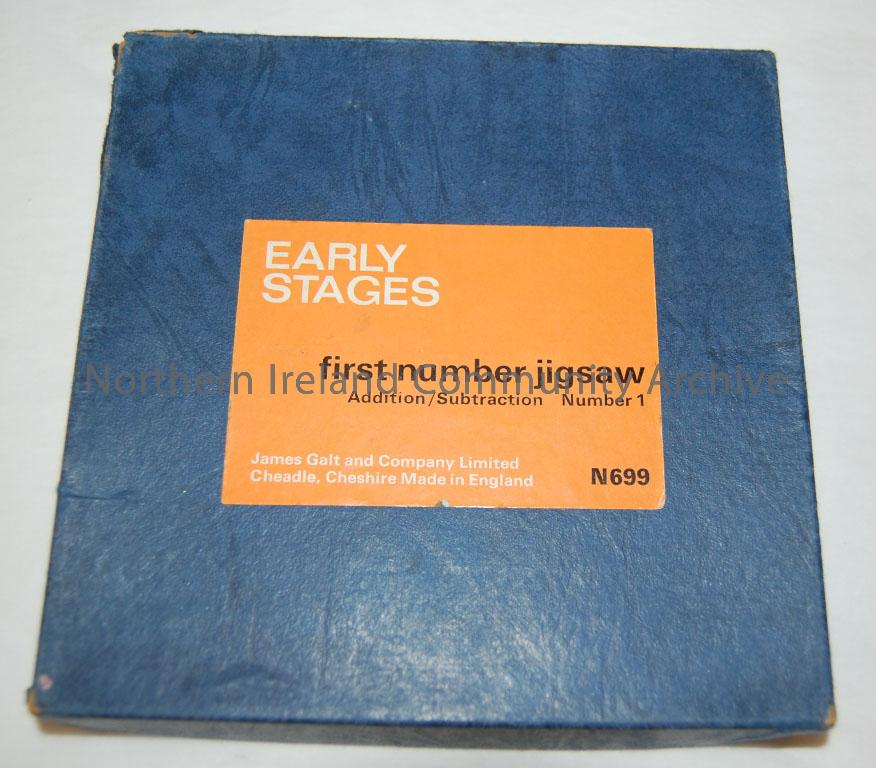 EARLY
STAGES
first number jigsaw
Northern Ireland Community Archive
Addition/Subtraction Number 1
James Galt and Company Limited
Cheadle, Cheshire Made in England
N699